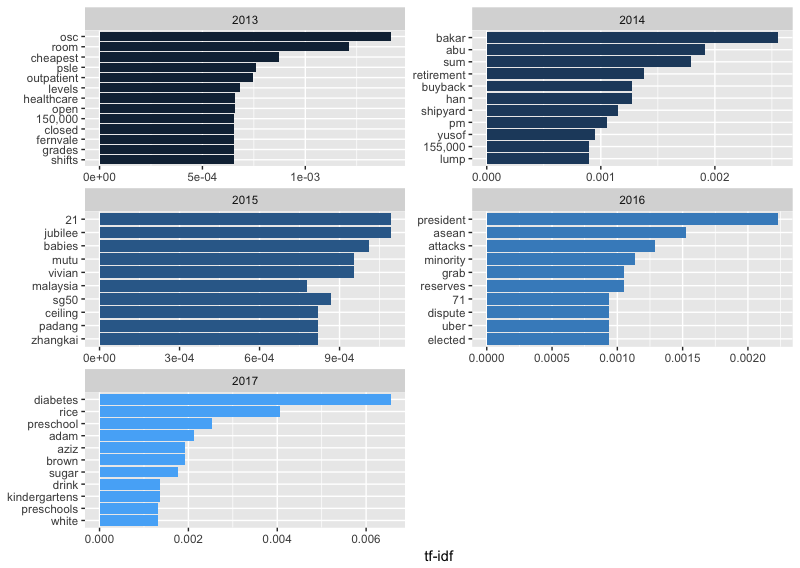 2013
osc
room
cheapest
psle
outpatient
levels
healthcare
open
150,000
closed
fernvale
grades
shifts
0e+00 5e-04 1e-03
2014
bakar
abu
sum
retirement
buyback
han
shipyard
pm
yusof
155,000
lump
0.000 0.001 0.002
2015
21
jubilee
babies
mutu
vivian
malaysia
sg50
ceiling
padang
zhangkai
0e+00 3e-04 6e-04 9e-04
2016
president
asean
attacks
minority
grab
reserves
71
dispute
uber
elected
0.0000 0.0005 0.0010 0.0015 0.0020
2017
diabetes
rice
preschool
adam
aziz
brown
sugar
drink
kindergartens
preschools
white
0.000 0.002 0.004 0.006
tf-idf